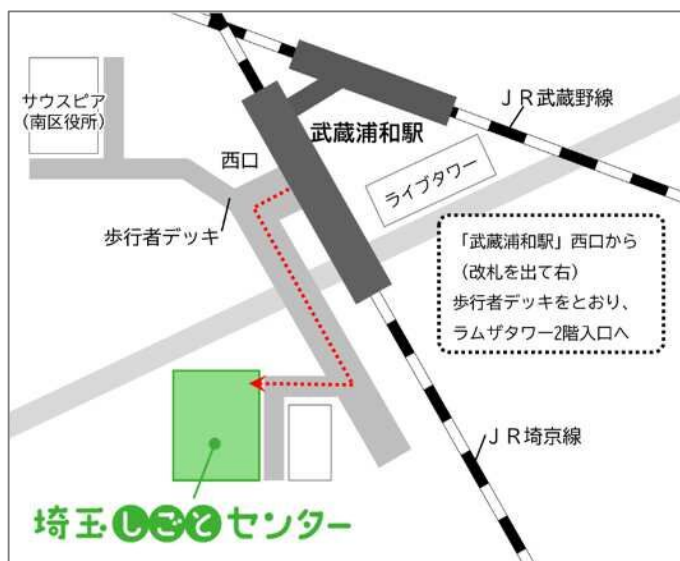 サウスピア
(南区役所)
JR武蔵野線
武蔵浦和駅
西口
ライブタワー
歩行者デッキ
「武蔵浦和駅」西口から
（改札を出て右）
歩行者デッキをとおり、
ラムザタワー2階入口へ
JR埼京線
埼玉しごとセンター